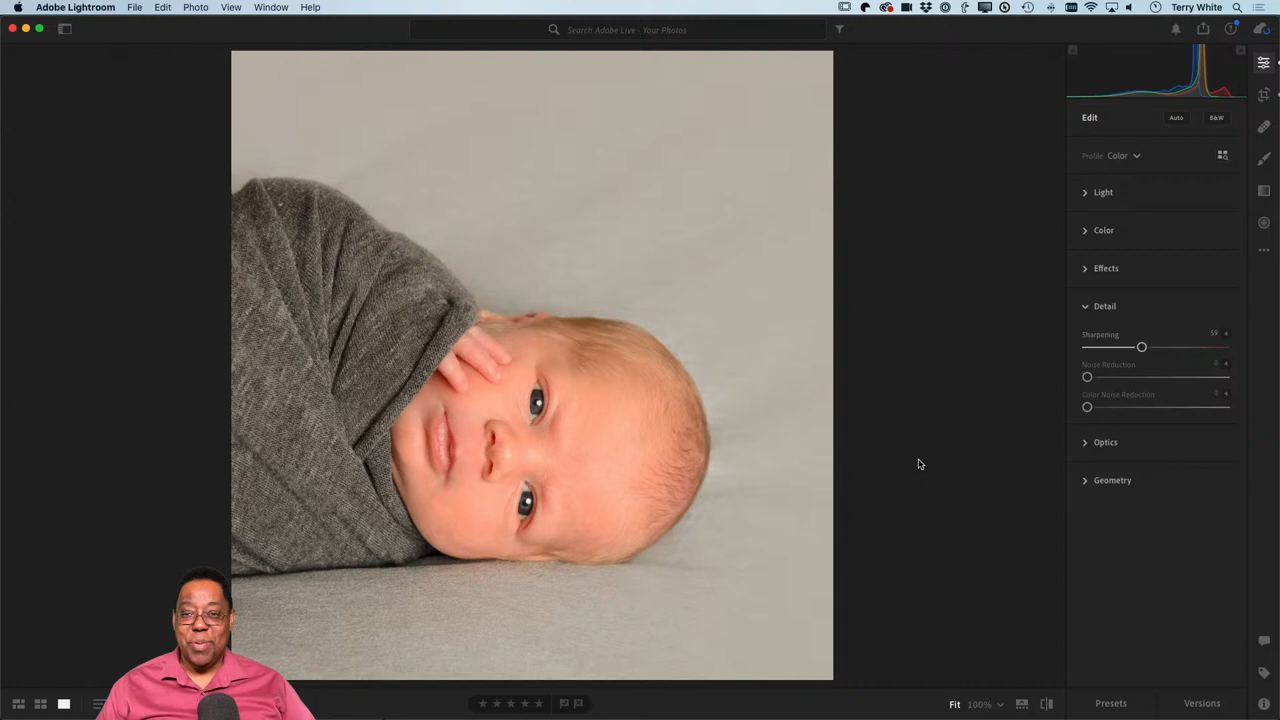 Adobe Lightroom File Edit Photo View Window Help Terry White
Search Adobe Live - Your Photos
Edit Auto B&W
Profile Color
Light
Color
Effects
Detail
Sharpening 59
Noise Reduction
Color Noise Reduction
Optics
Geometry
Fit 100% Presets Versions